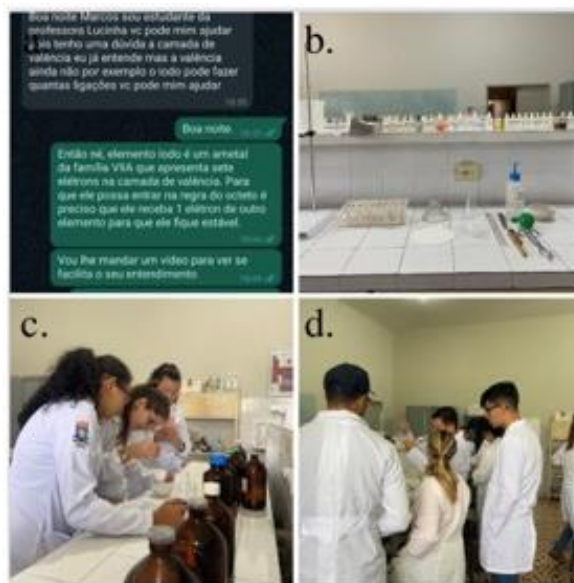 Boa noite Marcos sou estudante da
professora Lucinha vc pode mim ajudar
pois tenho uma dúvida a camada de
valência eu já entende mas a valência
ainda não por exemplo o iodo pode fazer
quantas ligações vc pode mim ajudar
Boa noite
Então né, elemento iodo é um ametal
da família VIIA que apresenta sete
elétrons na camada de valência. Para
que ele possa entrar na regra do octeto é
preciso que ele receba 1 elétron de outro
elemento para que ele fique estável.
Vou lhe mandar um vídeo para ver se
facilita o seu entendimento
a.
b.
c.
d.